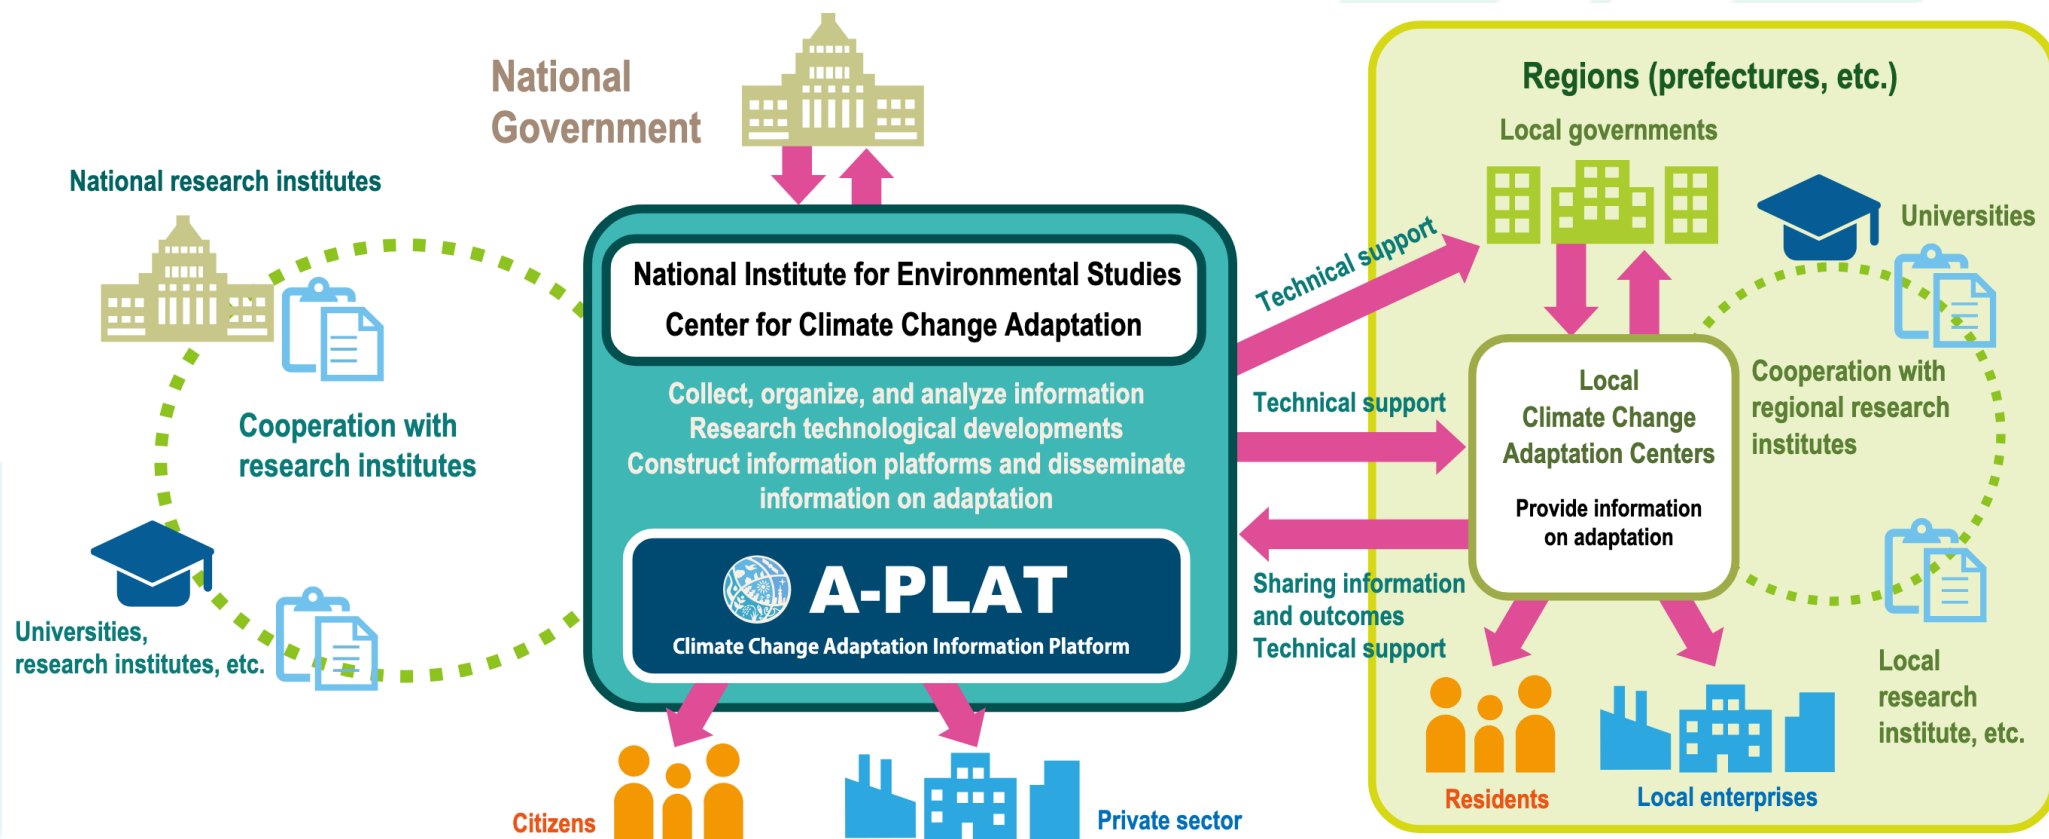 National
Government
National research institutes
Cooperation with
research institutes
Universities,
research institutes, etc.
National Institute for Environmental Studies
Center for Climate Change Adaptation
Collect, organize, and analyze information
Research technological developments
Construct information platforms and disseminate
information on adaptation
A-PLAT
Climate Change Adaptation Information Platform
Citizens
Private sector
Technical support
Technical support
Sharing information
and outcomes
Technical support
Regions (prefectures, etc.)
Local governments
Universities
Local
Climate Change
Adaptation Centers
Provide information
on adaptation
Cooperation with
regional research
institutes
Local
research
institute, etc.
Residents
Local enterprises